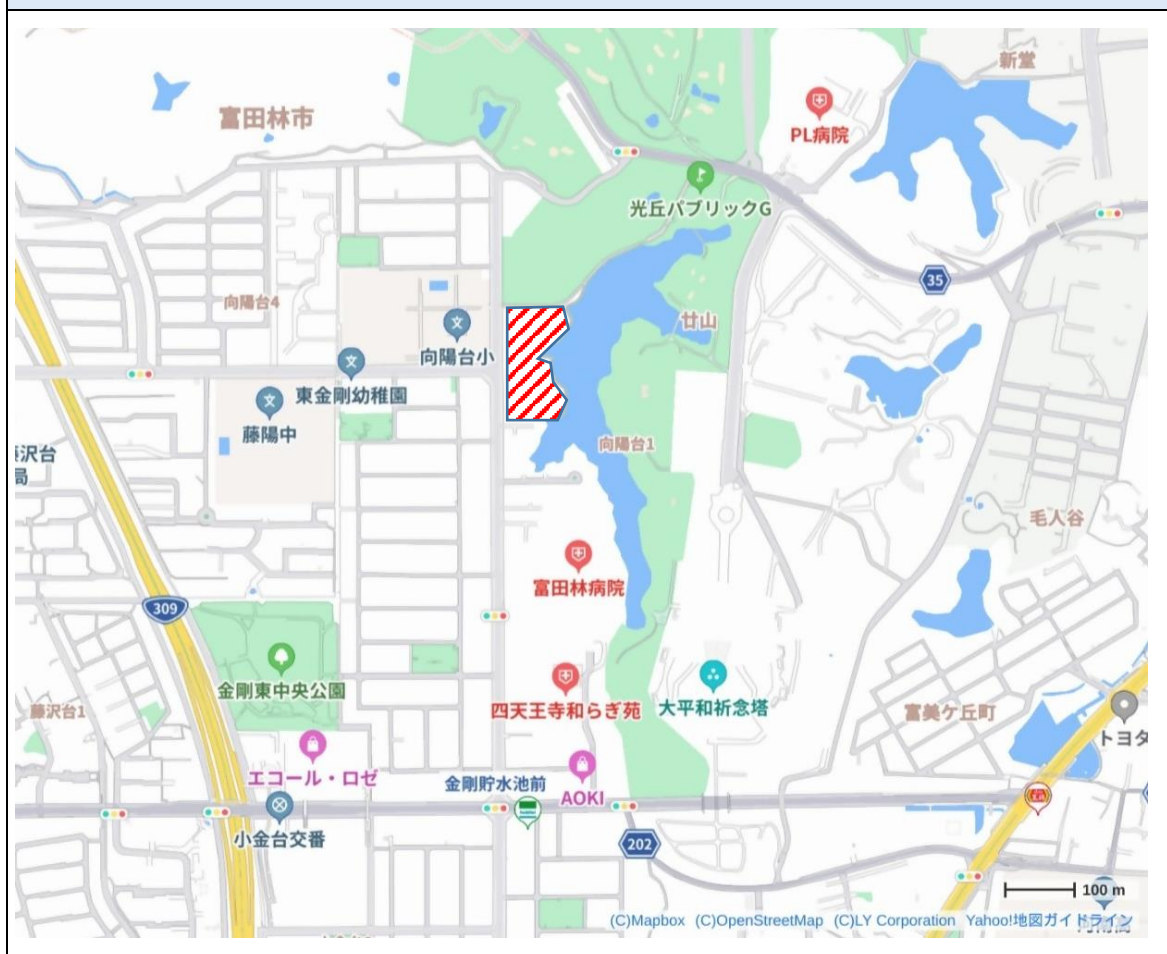 新堂
富田林市
PL病院
光丘パブリックG
35
向陽台4
廿山
向陽台小
東金剛幼稚園
藤陽中
向陽台1
藤沢台
局
毛人谷
富田林病院
309
金剛東中央公園
四天王寺和らぎ苑
大平和祈念塔
藤沢台1
富美ケ丘町
トヨタ
エコール・ロゼ
金剛貯水池前
AOKI
小金台交番
202
100 m
(C)Mapbox (C)OpenStreetMap (C)LY Corporation Yahoo!地図ガイドライン